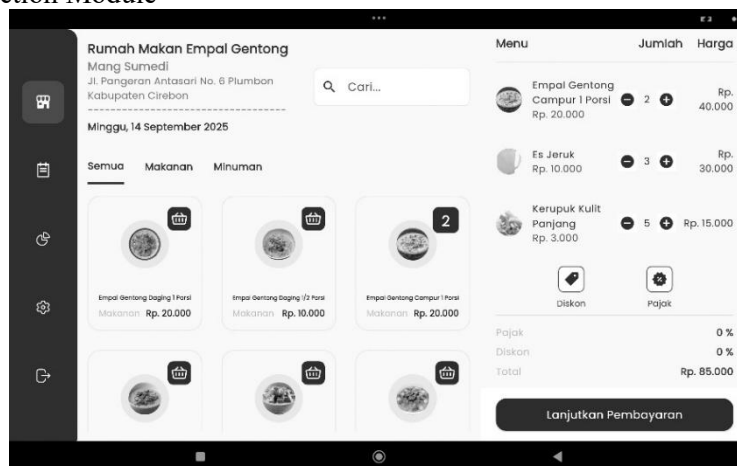 ction Module
Rumah Makan Empal Gentong
Mang Sumedi
Jl. Pangeran Antasari No. 6 Plumbon
Kabupaten Cirebon
Minggu, 14 September 2025
Cari...
Semua Makanan Minuman
2
Empal Gentong Daging 1 Porsi
Makanan Rp. 20.000
Empal Gentong Daging 1/2 Porsi
Makanan Rp. 10.000
Empal Gentong Campur 1 Porsi
Makanan Rp. 20.000
Menu Jumlah Harga
Empal Gentong
Campur 1 Porsi
Rp. 20.000
2
Rp.
40.000
Es Jeruk
Rp. 10.000
3
Rp.
30.000
Kerupuk Kulit
Panjang
Rp. 3.000
5
Rp. 15.000
Diskon Pajak
Pajak 0 %
Diskon 0 %
Total Rp. 85.000
Lanjutkan Pembayaran